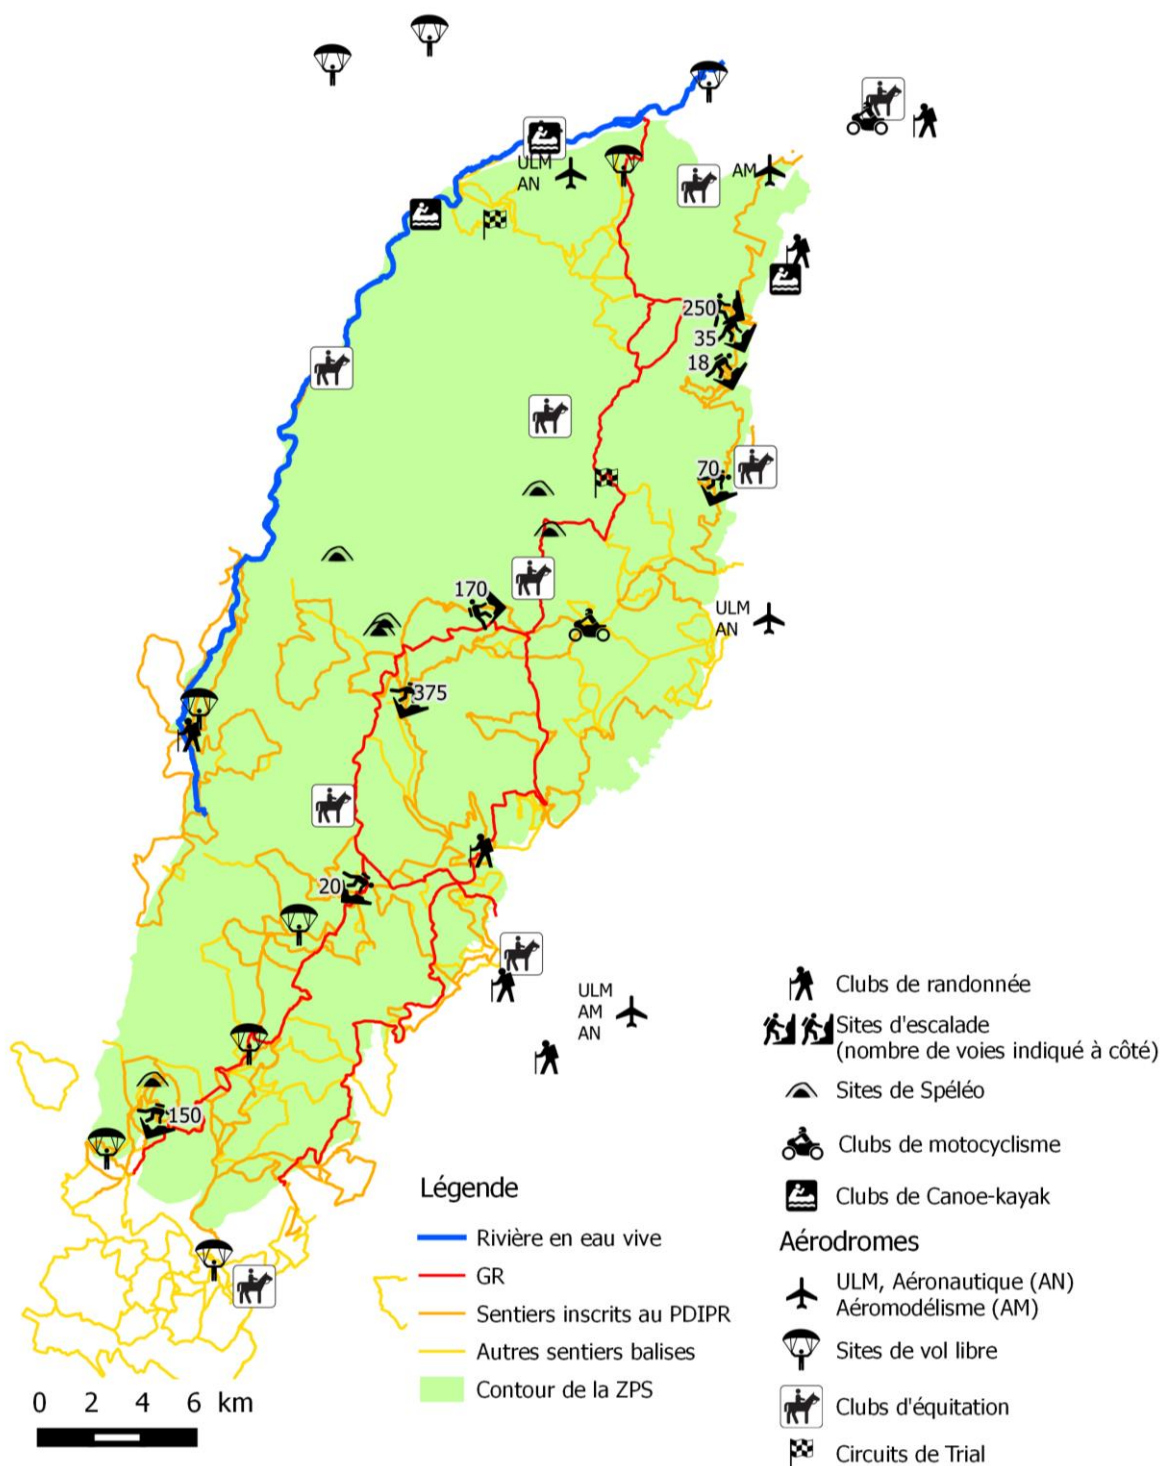 ULM
AN
AM
250
35
18
70
170
ULM
AN
375
20
ULM
AM
AN
150
Légende
Rivière en eau vive
GR
Sentiers inscrits au PDIPR
Autres sentiers balises
Contour de la ZPS
0 2 4 6 km
Clubs de randonnée
Sites d'escalade
(nombre de voies indiqué à côté)
Sites de Spéléo
Clubs de motocyclisme
Clubs de Canoe-kayak
Aérodromes
ULM, Aéronautique (AN)
Aéromodélisme (AM)
Sites de vol libre
Clubs d'équitation
Circuits de Trial